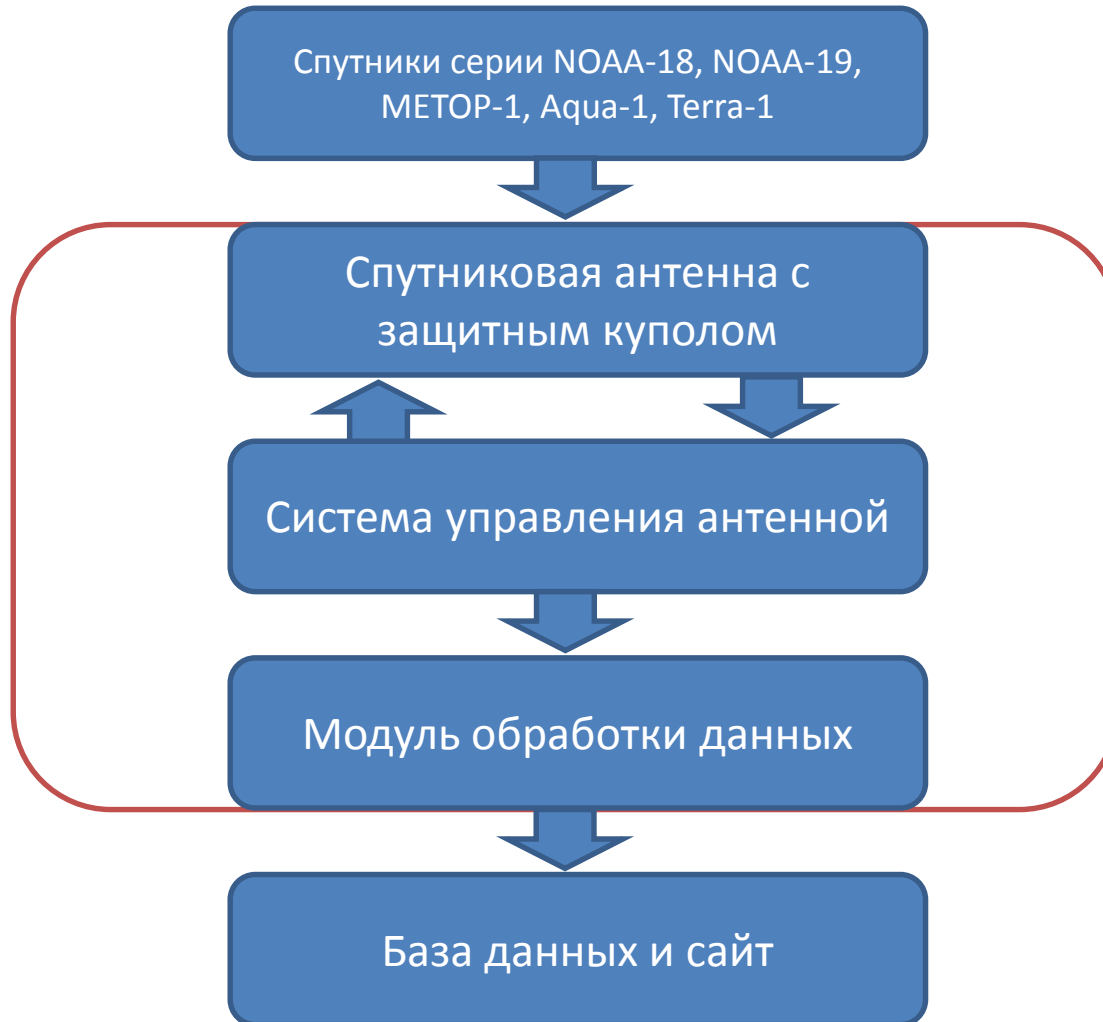 Спутники серии NOAA-18, NOAA-19,
METOP-1, Aqua-1, Terra-1
Спутниковая антенна с
защитным куполом
Система управления антенной
Модуль обработки данных
База данных и сайт